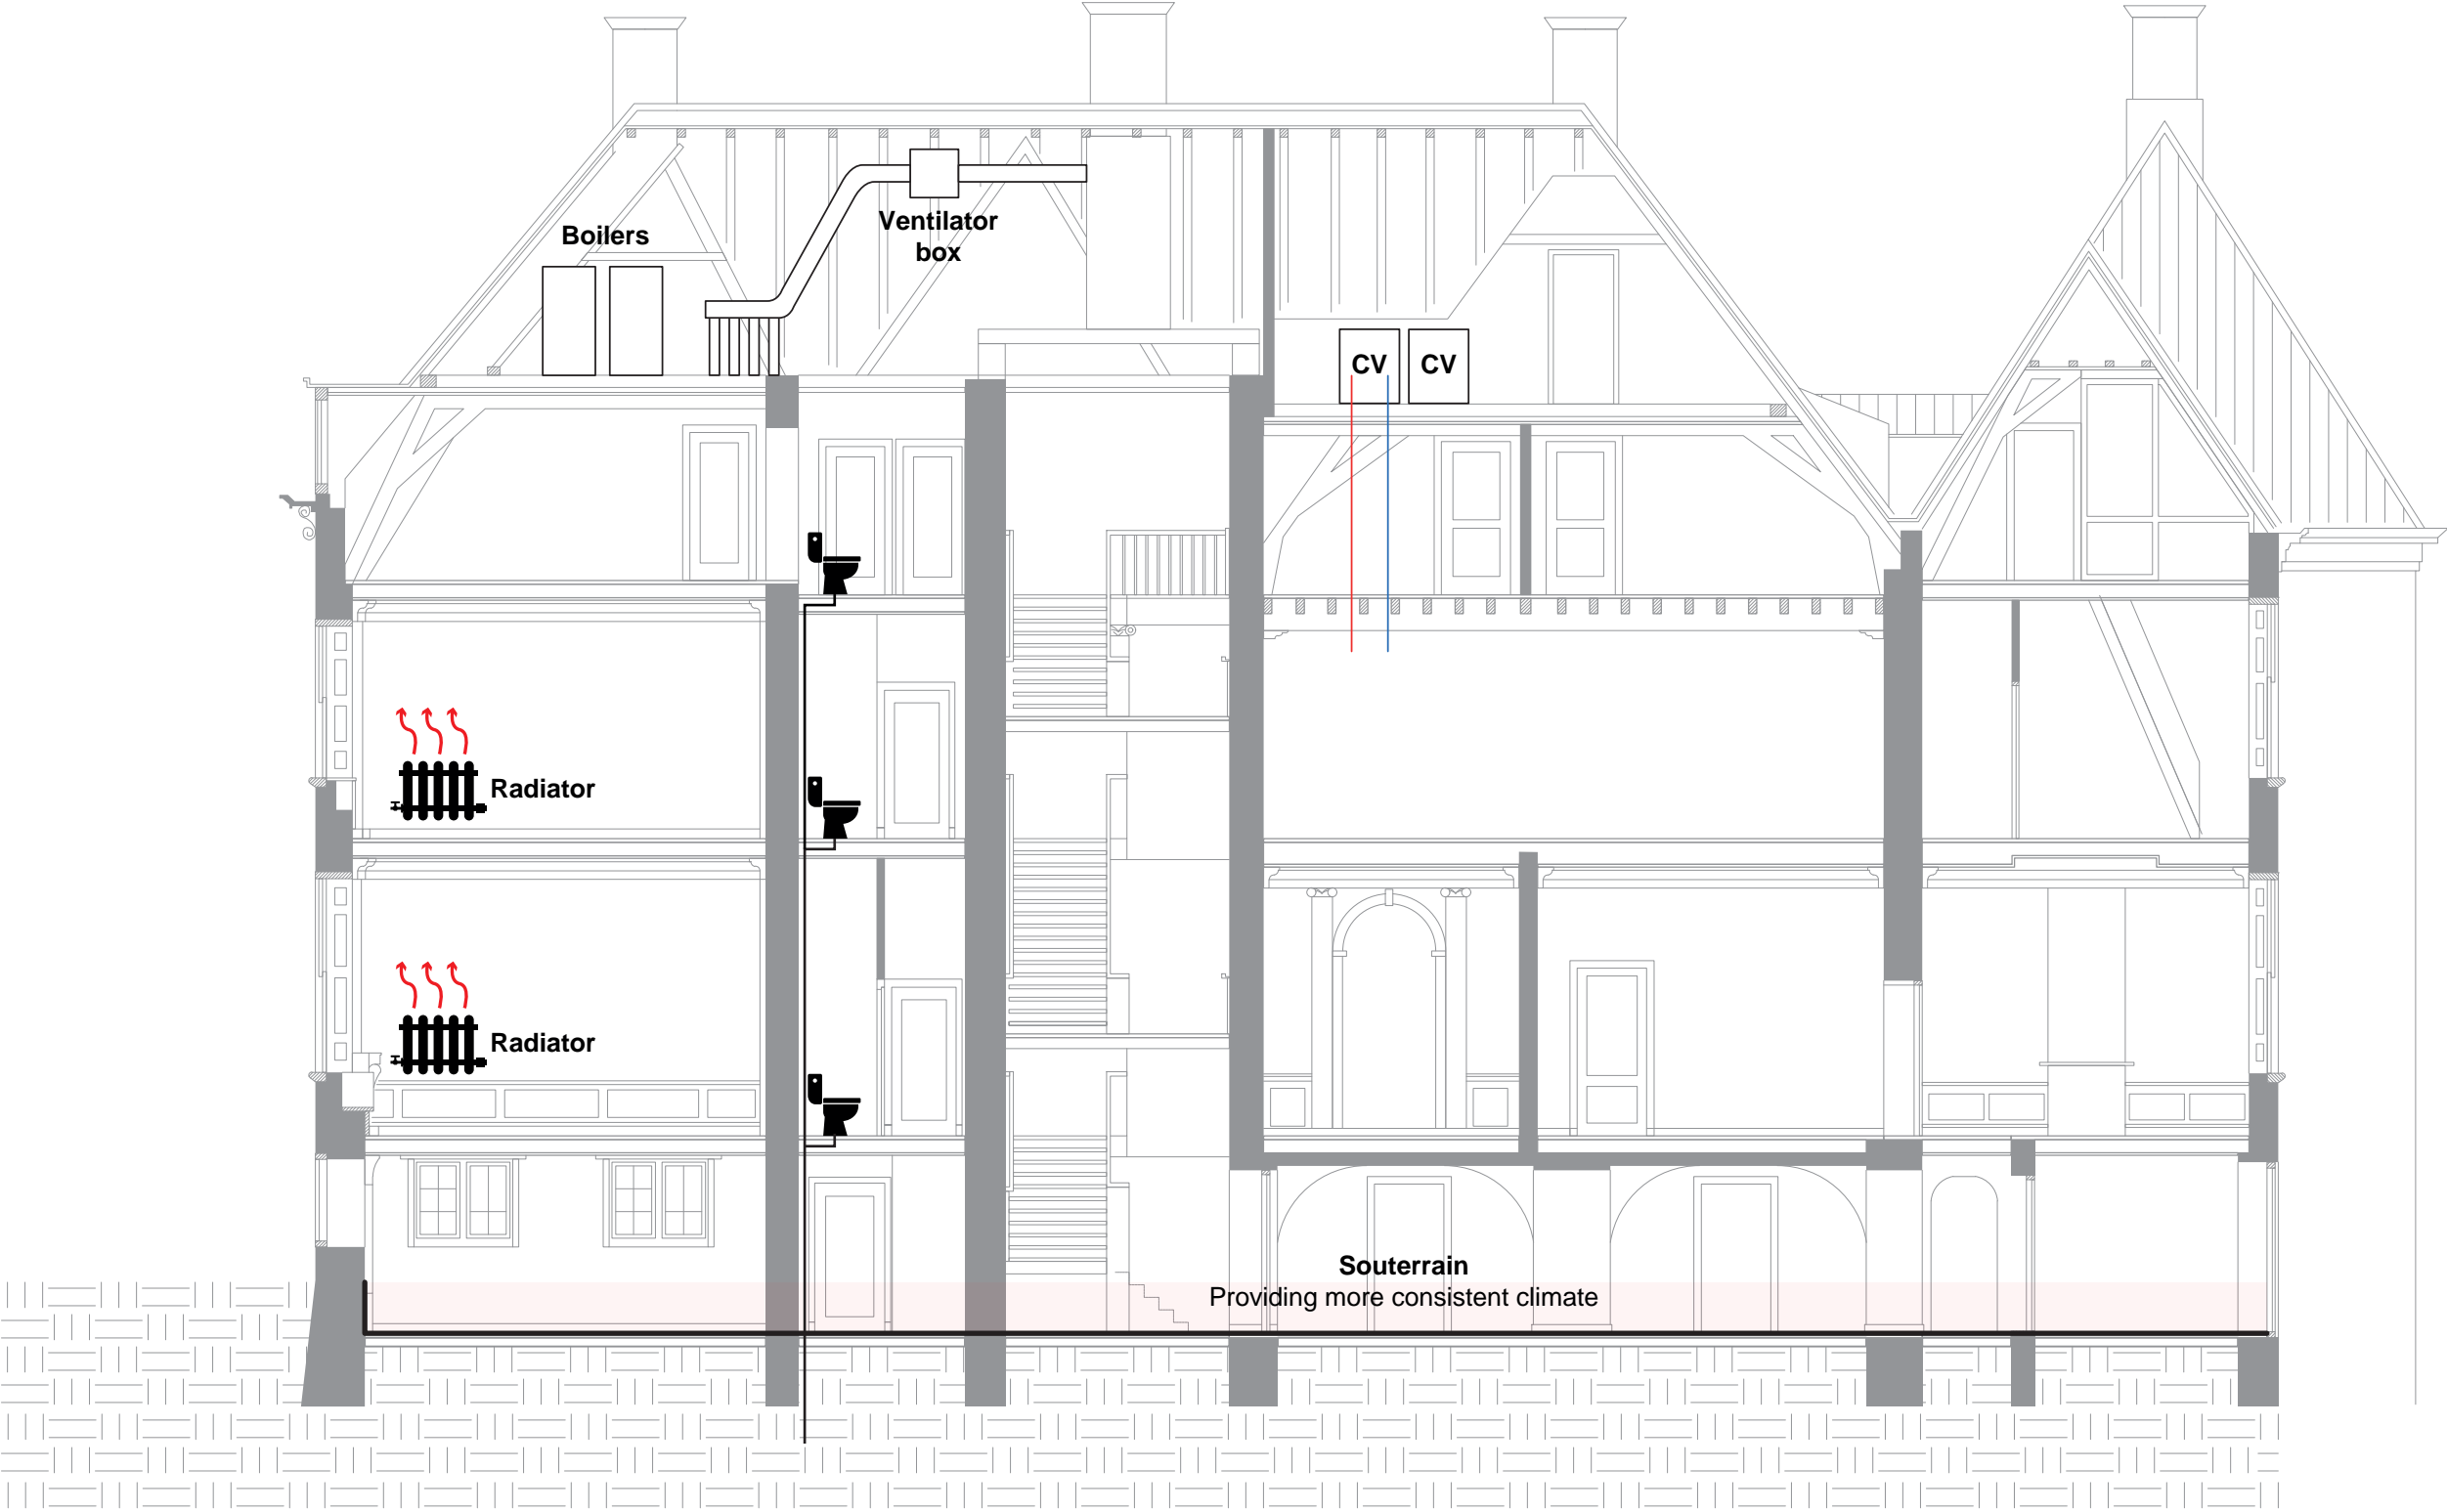 Boilers
Ventilator
box
CV
CV
Radiator
Radiator
Souterrain
Providing more consistent climate